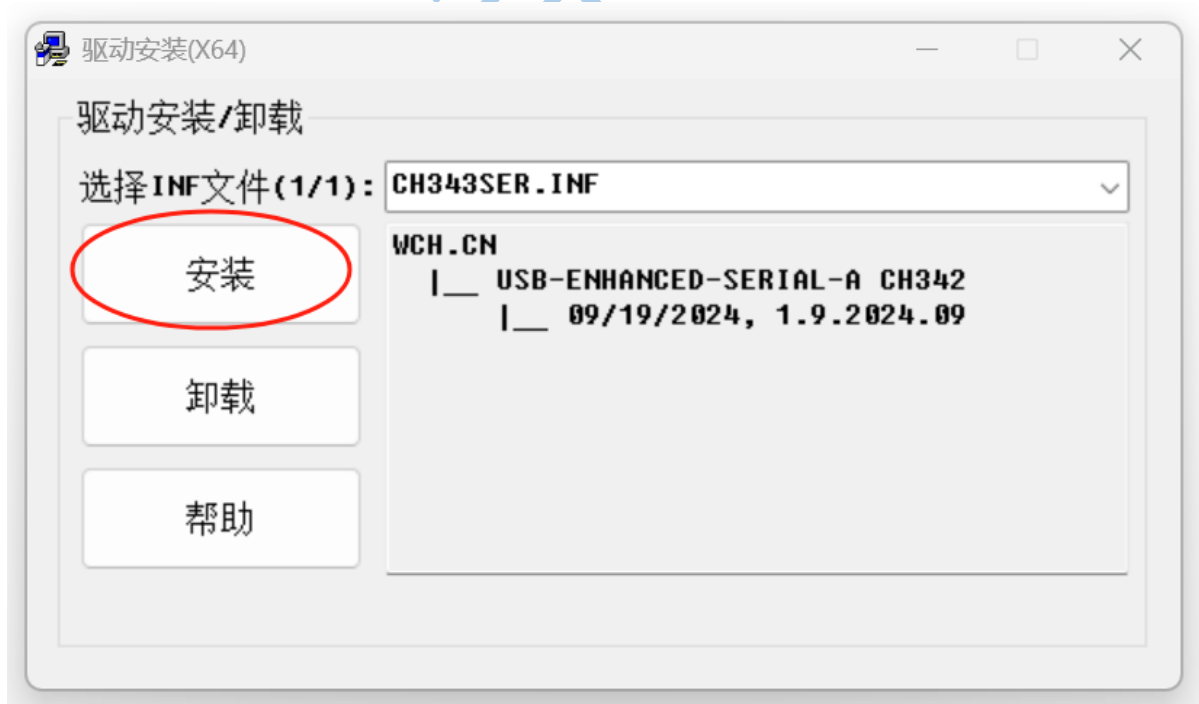 驱动安装(X64)
驱动安装/卸载
选择INF文件(1/1):
CH343SER.INF
安装
WCH.CN
|__ USB-ENHANCED-SERIAL-A CH342
|__ 09/19/2024, 1.9.2024.09
卸载
帮助